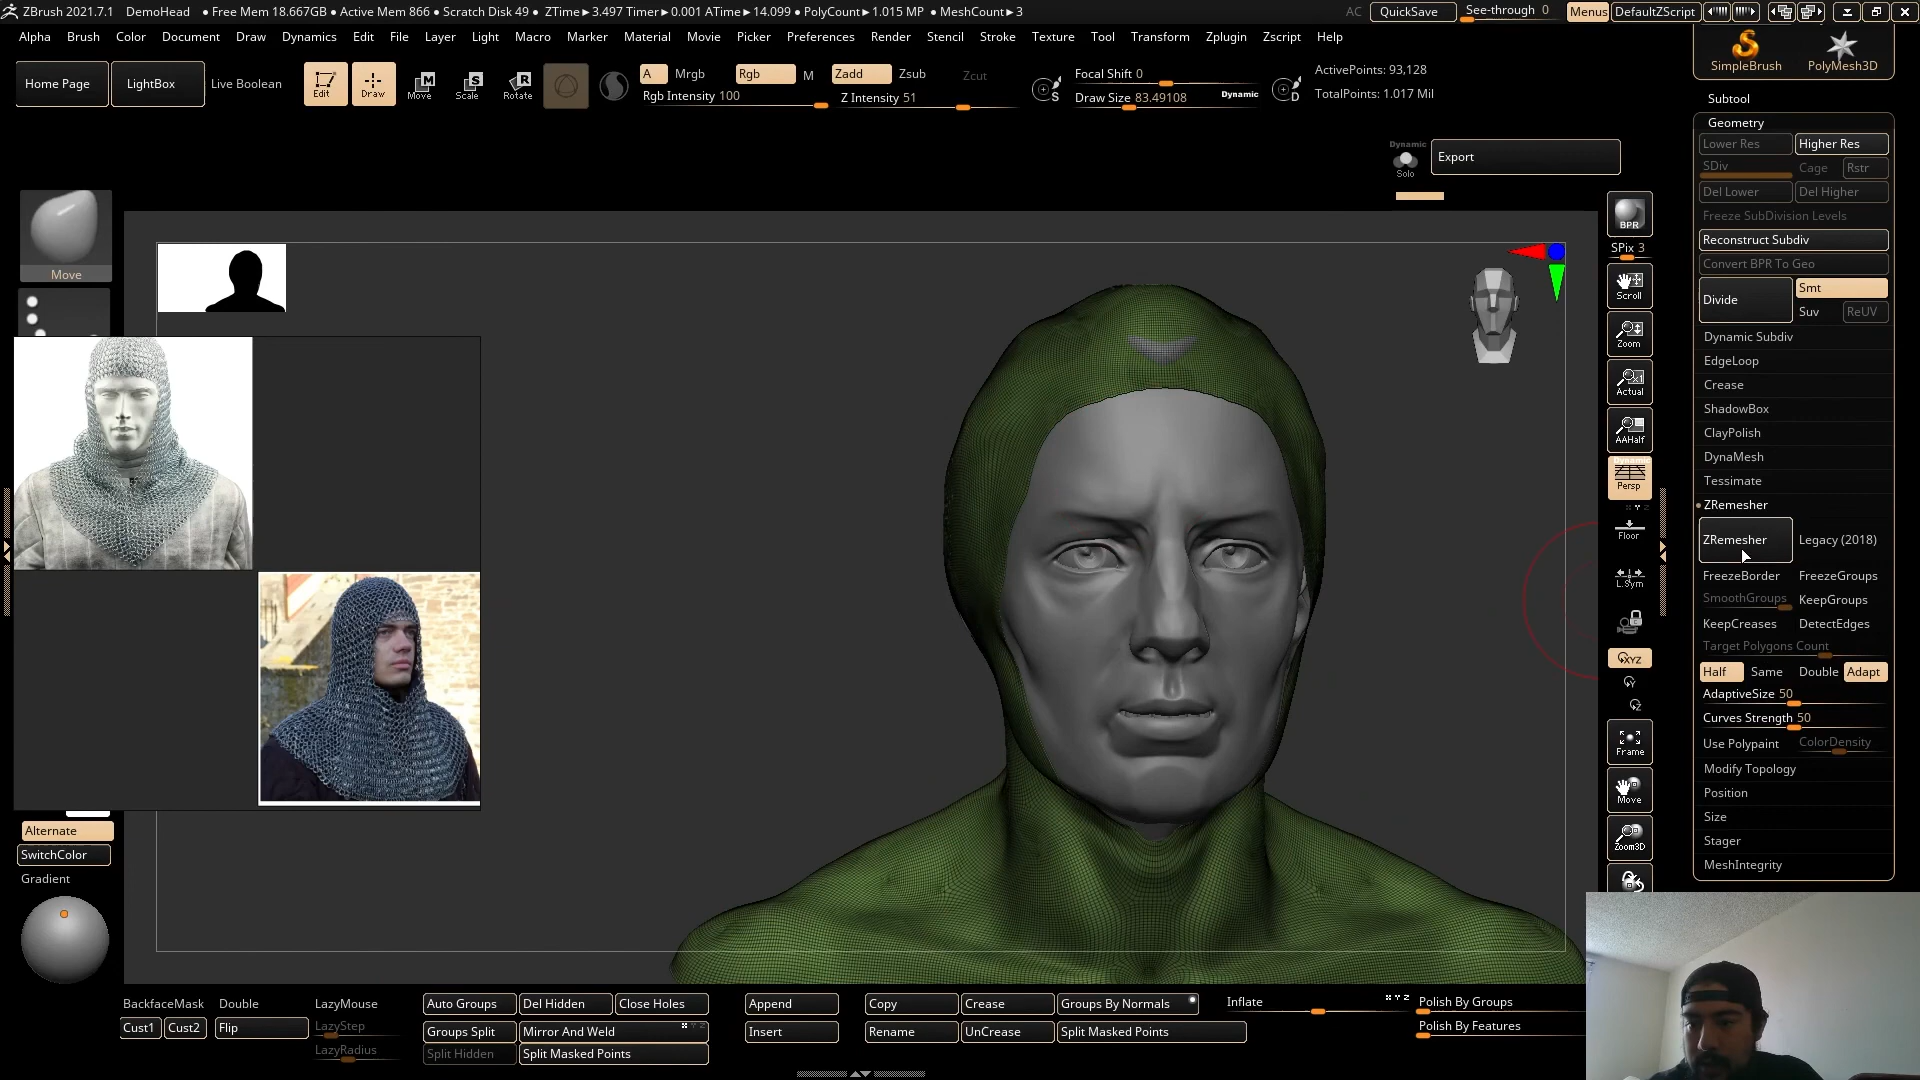 ZBrush 2021.7.1 DemoHead • Free Mem 18.667GB • Active Mem 866 • Scratch Disk 49 • ZTime►3.497 Timer►0.001 ATime►14.099 • PolyCount►1.015 MP • MeshCount►3 AC QuickSave See-through 0 Menus DefaultZScript
Alpha Brush Color Document Draw Dynamics Edit File Layer Light Macro Marker Material Movie Picker Preferences Render Stencil Stroke Texture Tool Transform Zplugin Zscript Help
SimpleBrush PolyMesh3D
Home Page LightBox Live Boolean Edit Draw Move Scale Rotate
A Mrgb Rgb M Zadd Zsub Zcut
Rgb Intensity 100 Z Intensity 51
S Focal Shift 0
Draw Size 83.49108 Dynamic D
ActivePoints: 93,128
TotalPoints: 1.017 Mil
Dynamic
Solo
Export
Move
Alternate
SwitchColor
Gradient
BPR
SPix 3
Scroll
Zoom
Actual
AAHalf
Dynamic
Persp
Floor
L.Sym
XYZ
Y
Z
Frame
Move
Zoom3D
Subtool
Geometry
Lower Res Higher Res
SDiv Cage Rstr
Del Lower Del Higher
Freeze SubDivision Levels
Reconstruct Subdiv
Convert BPR To Geo
Divide Smt
Suv ReUV
Dynamic Subdiv
EdgeLoop
Crease
ShadowBox
ClayPolish
DynaMesh
Tessimate
ZRemesher
ZRemesher Legacy (2018)
FreezeBorder FreezeGroups
SmoothGroups KeepGroups
KeepCreases DetectEdges
Target Polygons Count
Half Same Double Adapt
AdaptiveSize 50
Curves Strength 50
Use Polypaint ColorDensity
Modify Topology
Position
Size
Stager
MeshIntegrity
BackfaceMask Double LazyMouse
Cust1 Cust2 Flip LazyStep
LazyRadius
Auto Groups Del Hidden Close Holes
Groups Split Mirror And Weld
Split Hidden Split Masked Points
Append
Insert
Copy Crease Groups By Normals
Rename UnCrease Split Masked Points
Inflate X Y Z Polish By Groups
Polish By Features